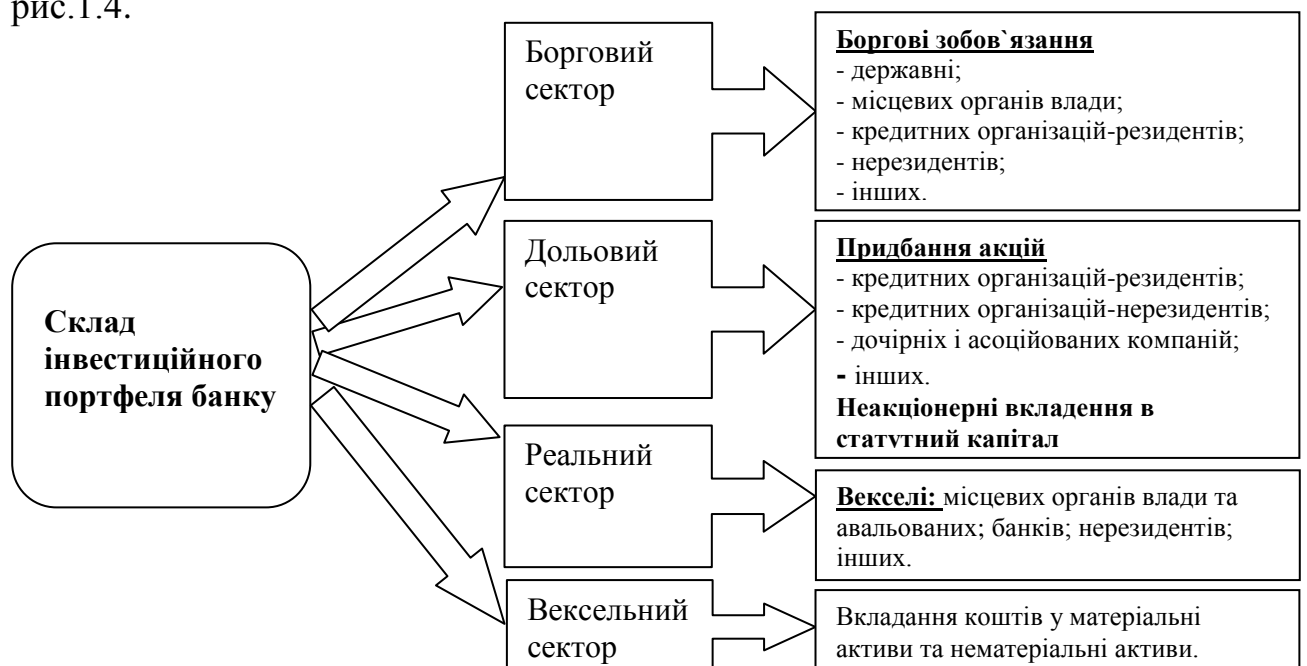 рис.1.4.
Борговий
сектор
Боргові зобов`язання
- державні;
- місцевих органів влади;
- кредитних організацій-резидентів;
- нерезидентів;
- інших.
Склад
інвестиційного
портфеля банку
Дольовий
сектор
Придбання акцій
- кредитних організацій-резидентів;
- кредитних організацій-нерезидентів;
- дочірніх і асоційованих компаній;
- інших.
Неакціонерні вкладення в
статутний капітал
Реальний
сектор
Векселі: місцевих органів влади та
авальованих; банків; нерезидентів;
інших.
Вексельний
сектор
Вкладання коштів у матеріальні
активи та нематеріальні активи.